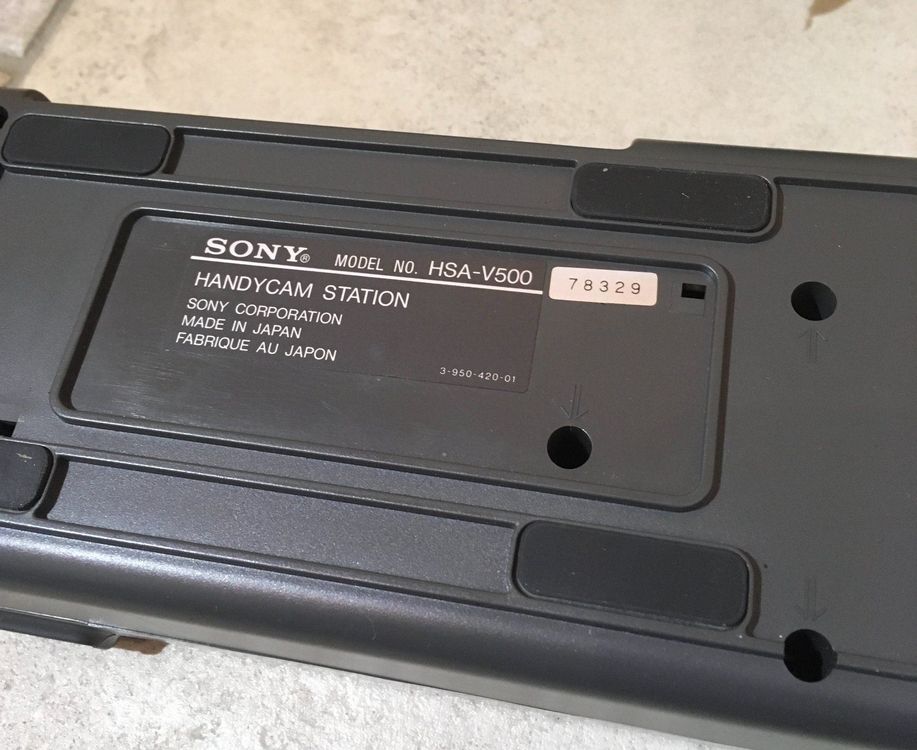 SONY® MODEL NO. HSA-V500
78329
HANDYCAM STATION
SONY CORPORATION
MADE IN JAPAN
FABRIQUE AU JAPON
3-950-420-01